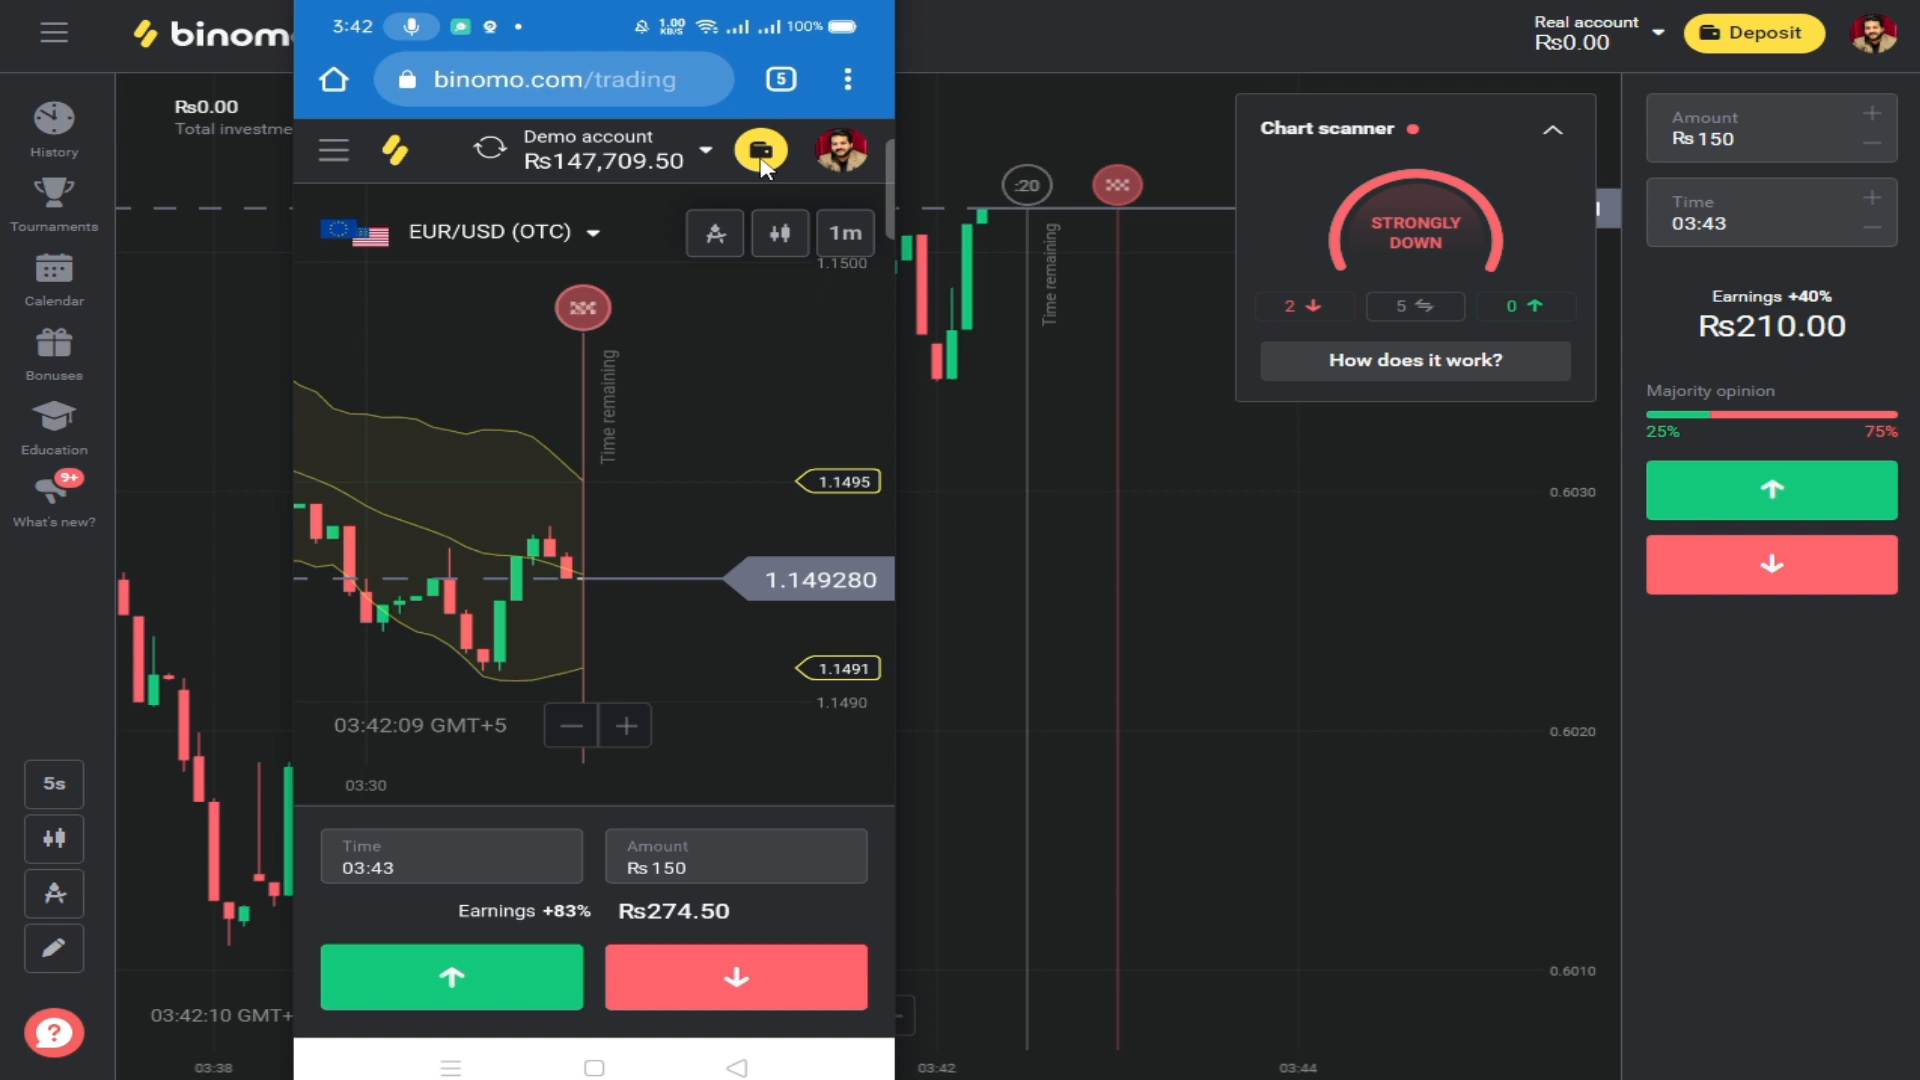 binomo
Real account
Rs0.00
Deposit
Rs0.00
Total investme
History
Tournaments
Calendar
Bonuses
Education
9+
What's new?
5s
?
03:42:10 GMT+
03:38
3:42
1.00
KB/S
100%
binomo.com/trading
5
Demo account
Rs147,709.50
EUR/USD (OTC)
1m
1.1500
Time remaining
1.1495
1.149280
1.1491
1.1490
03:42:09 GMT+5
03:30
Time
03:43
Amount
Rs 150
Earnings +83% Rs274.50
:20
Time remaining
Chart scanner
STRONGLY
DOWN
2
5
0
How does it work?
0.6030
0.6020
0.6010
03:42
03:44
Amount
Rs 150
Time
03:43
Earnings +40%
Rs210.00
Majority opinion
25% 75%